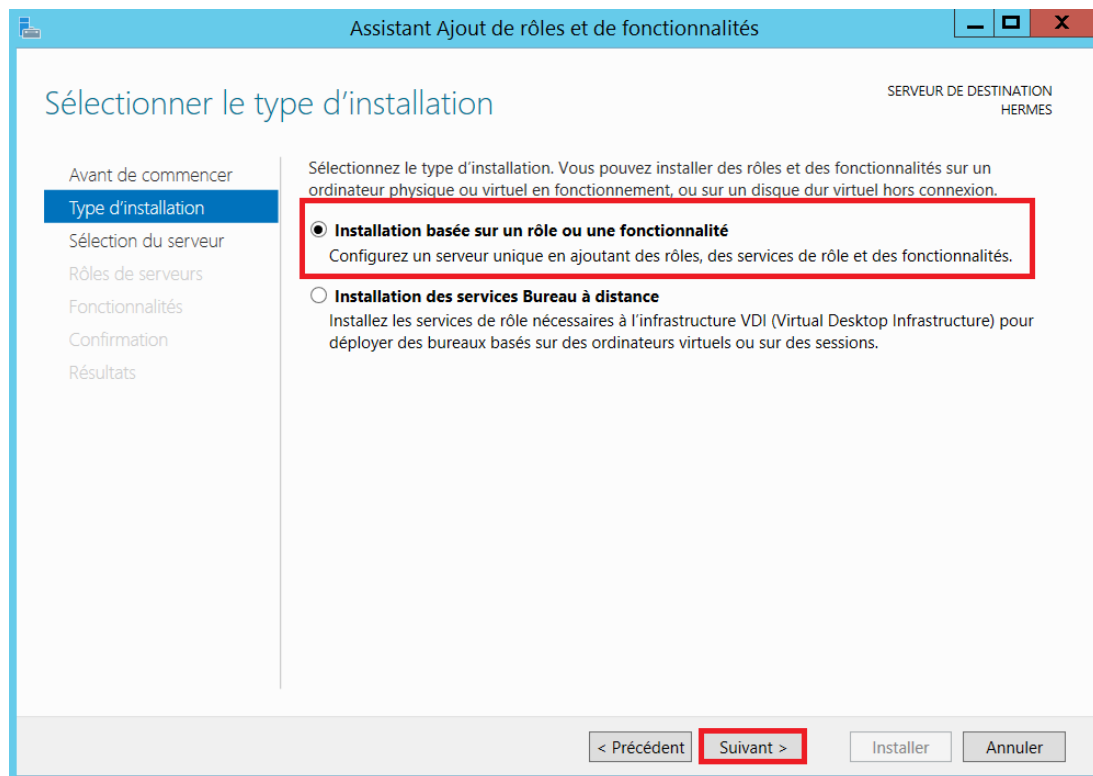 Assistant Ajout de rôles et de fonctionnalités
X
Sélectionner le type d’installation
SERVEUR DE DESTINATION
HERMES
Avant de commencer
Type d’installation
Sélection du serveur
Rôles de serveurs
Fonctionnalités
Confirmation
Résultats
Sélectionnez le type d’installation. Vous pouvez installer des rôles et des fonctionnalités sur un
ordinateur physique ou virtuel en fonctionnement, ou sur un disque dur virtuel hors connexion.
Installation basée sur un rôle ou une fonctionnalité
Configurez un serveur unique en ajoutant des rôles, des services de rôle et des fonctionnalités.
Installation des services Bureau à distance
Installez les services de rôle nécessaires à l’infrastructure VDI (Virtual Desktop Infrastructure) pour
déployer des bureaux basés sur des ordinateurs virtuels ou sur des sessions.
< Précédent
Suivant >
Installer
Annuler